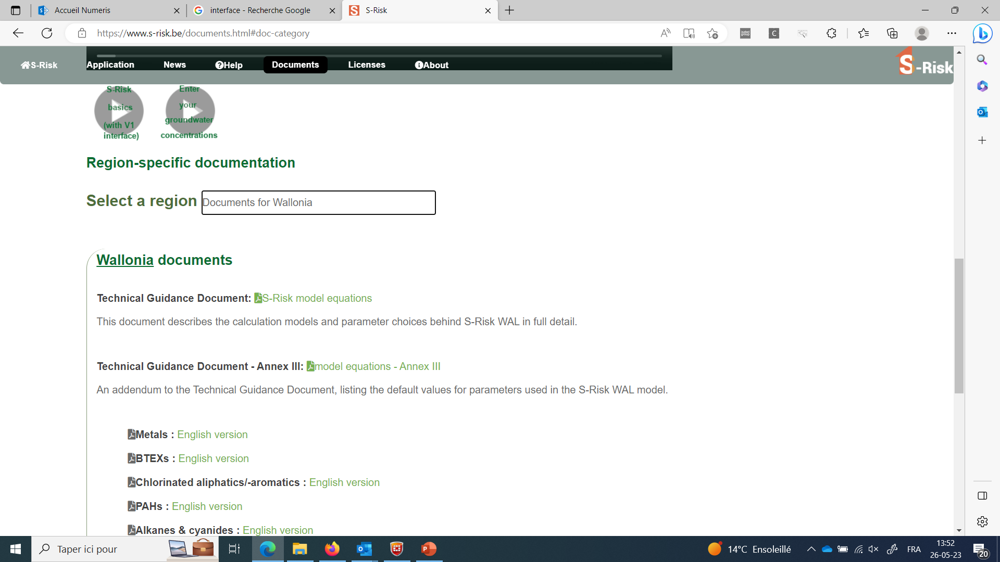 Accueil Numeris
interface - Recherche Google
S-Risk
https://www.s-risk.be/documents.html#doc-category
S-Risk
Application
News
Help
Documents
Licenses
About
S-Risk
S-Risk
basics
(with V1
interface)
Enter
your
groundwater
concentrations
Region-specific documentation
Select a region
Documents for Wallonia
Wallonia documents
Technical Guidance Document: S-Risk model equations
This document describes the calculation models and parameter choices behind S-Risk WAL in full detail.
Technical Guidance Document - Annex III: model equations - Annex III
An addendum to the Technical Guidance Document, listing the default values for parameters used in the S-Risk WAL model.
Metals : English version
BTEXs : English version
Chlorinated aliphatics/-aromatics : English version
PAHs : English version
Alkanes & cyanides : English version
Taper ici pour
14°C Ensoleillé
FRA
13:52
26-05-23
20